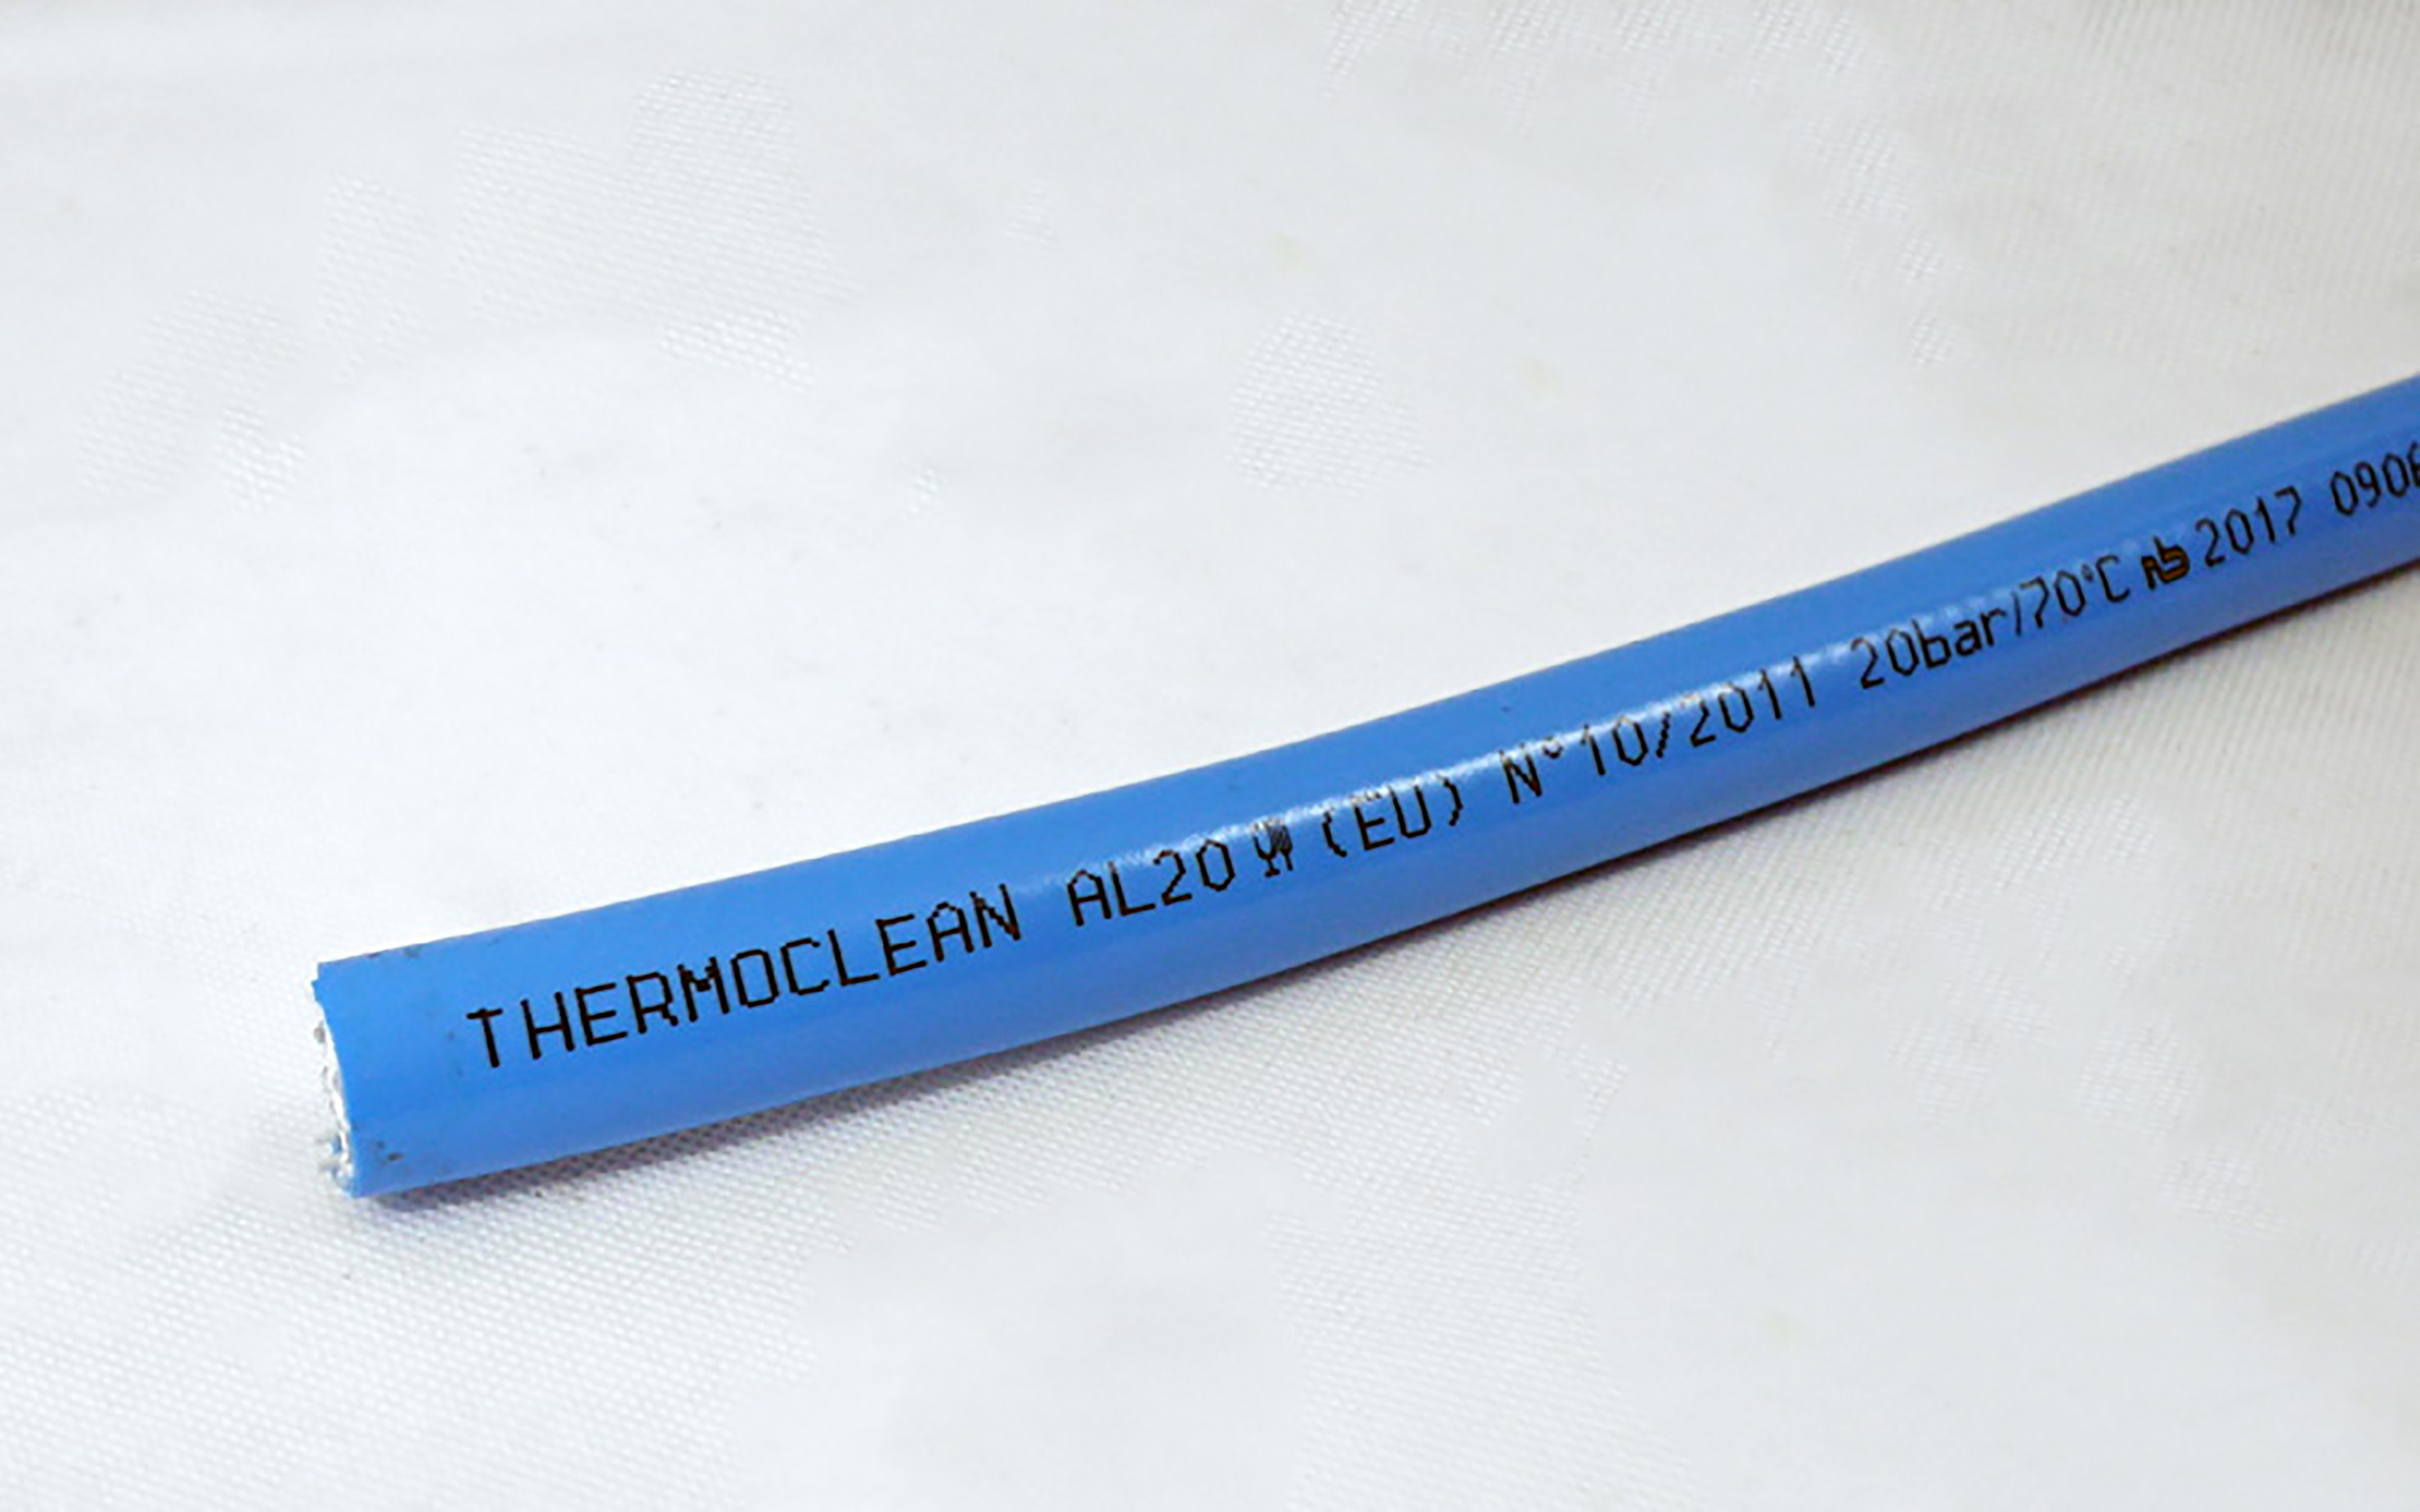 THERMOCLEAN AL20 (EU) N°10/2011 20bar/70°C 2017